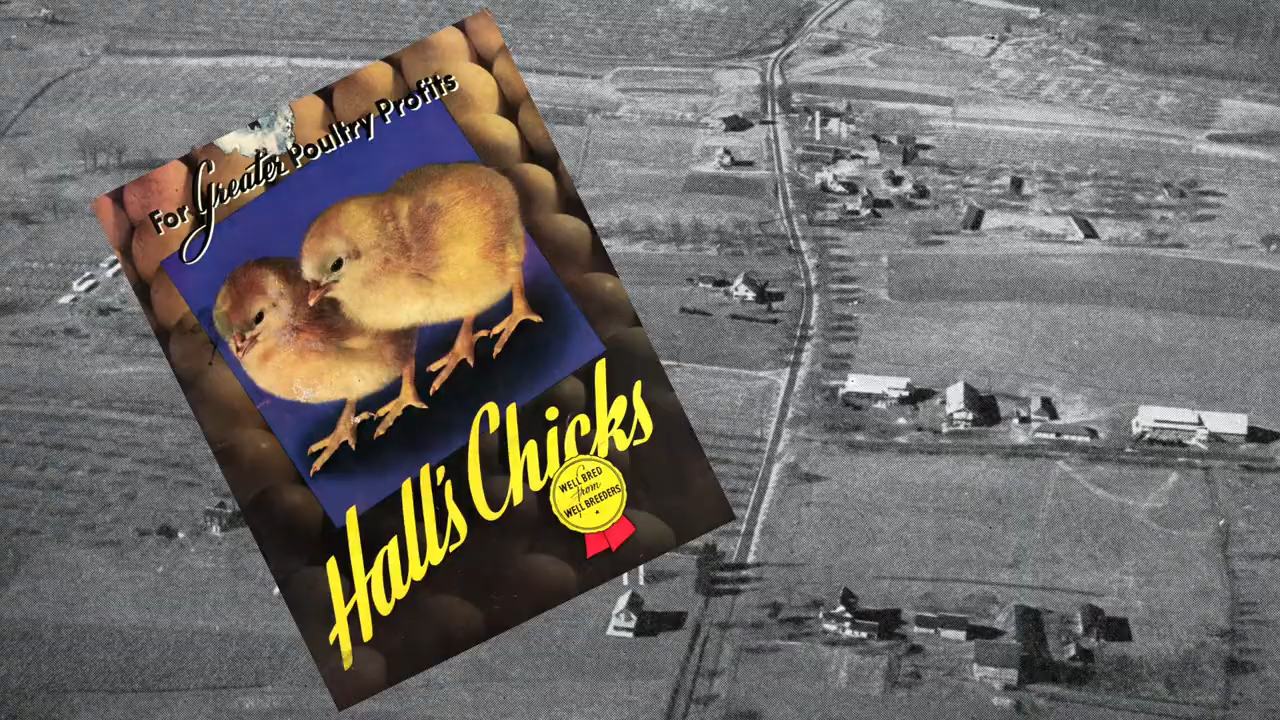 For Greater Poultry Profits
Hall's Chicks
WELL BRED
from
WELL BREEDERS